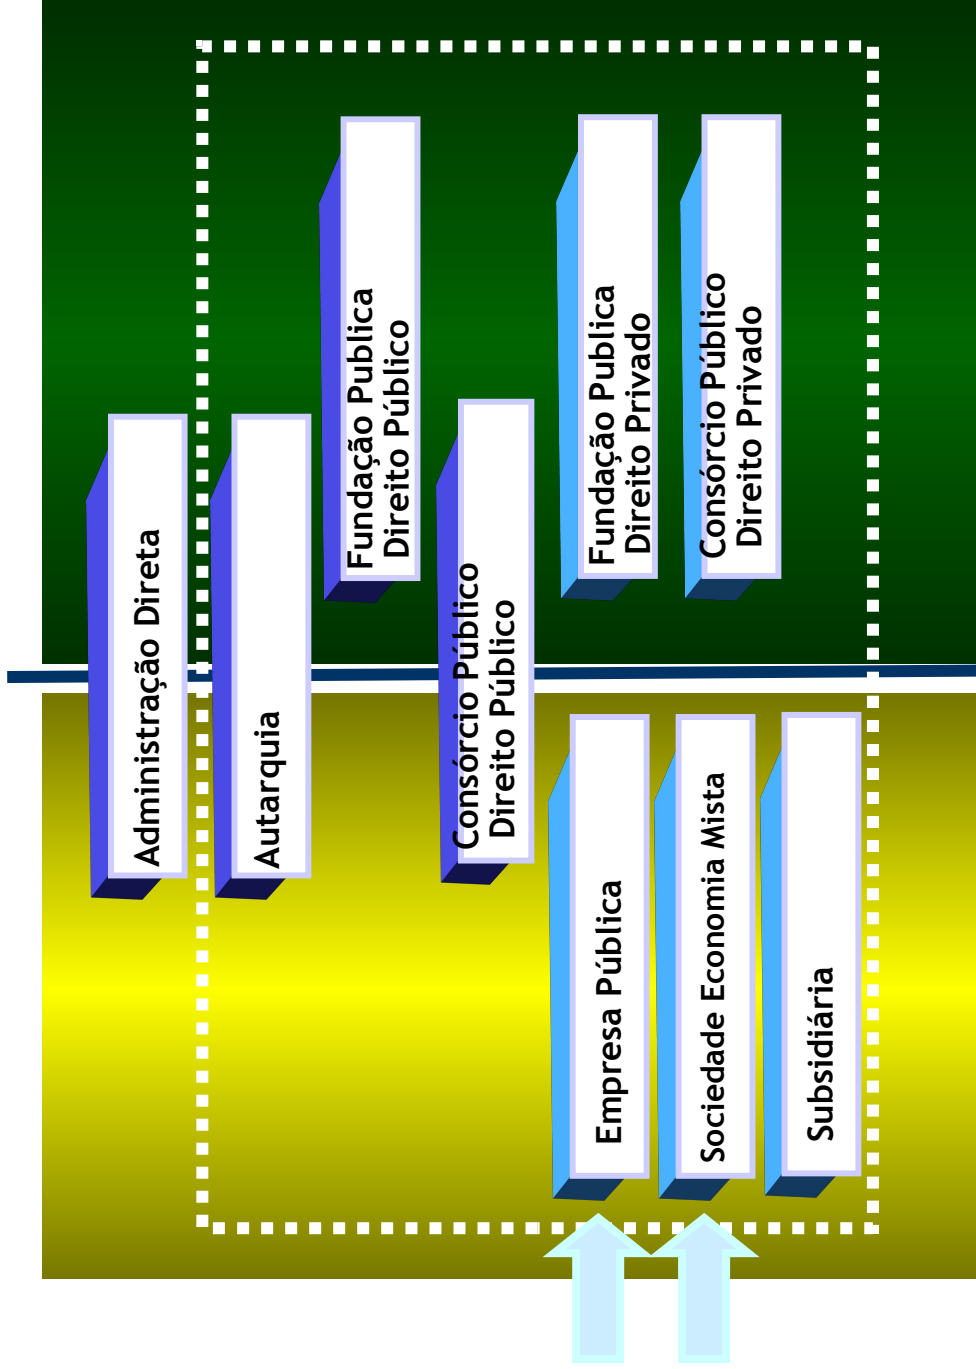 Administração Direta
Autarquia
Fundação Publica
Direito Público
Consórcio Público
Direito Público
Fundação Publica
Direito Privado
Consórcio Público
Direito Privado
Empresa Pública
Sociedade Economia Mista
Subsidiária